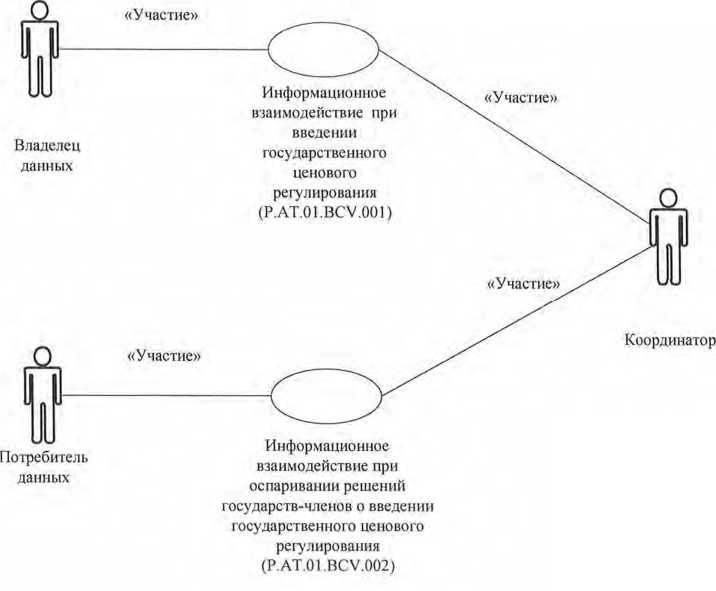 «Участие»
Владелец
данных
Информационное
взаимодействие при
введении
государственного
ценового
регулирования
(P.AT.01.BCV.001)
«Участие»
Координатор
«Участие»
«Участие»
Потребитель
данных
Информационное
взаимодействие при
оспаривании решений
государств-членов о введении
государственного ценового
регулирования
(P.AT.01.BCV.002)